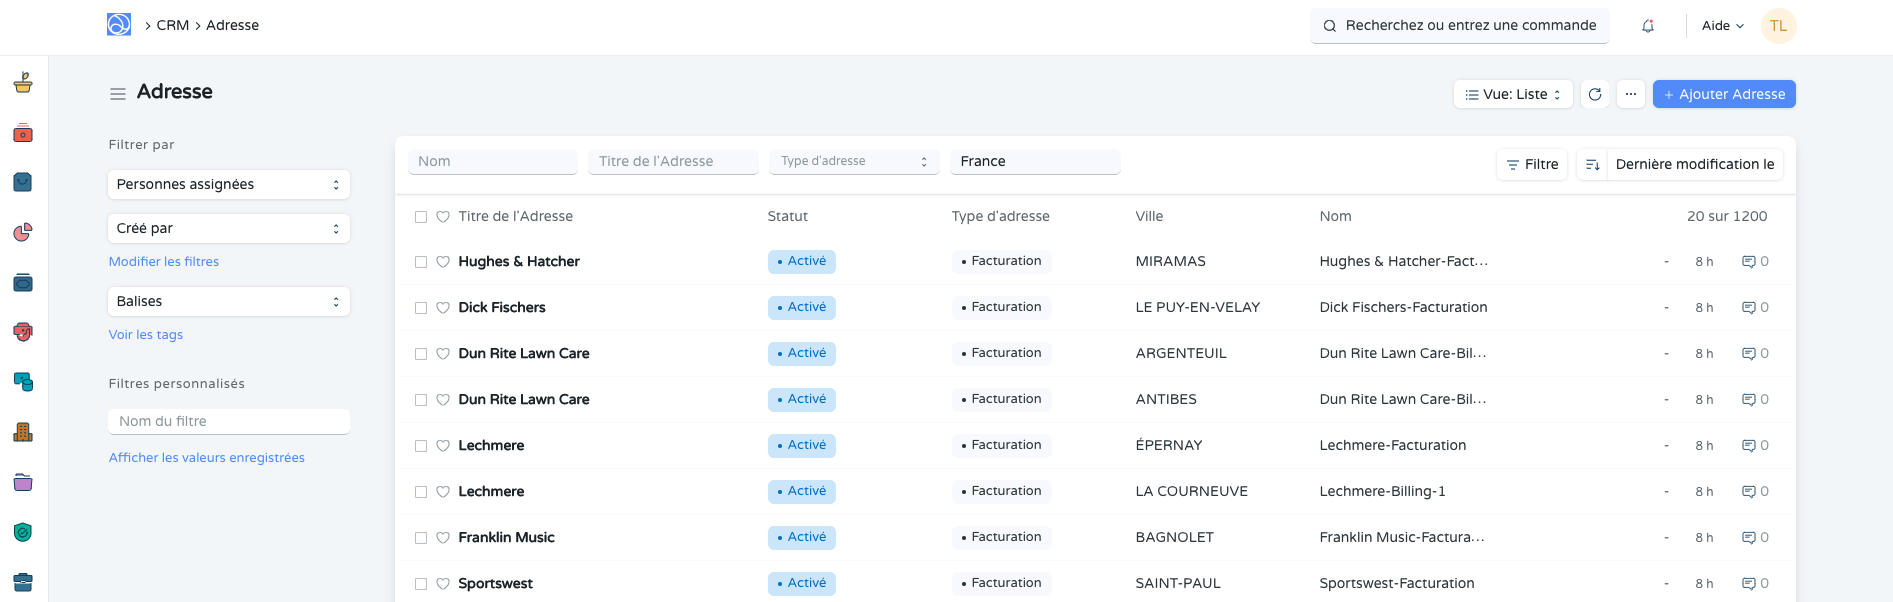 CRM Adresse
Recherchez ou entrez une commande
Aide
TL
Adresse
Vue: Liste
Ajouter Adresse
Filtrer par
Personnes assignées
Créé par
Modifier les filtres
Balises
Voir les tags
Filtres personnalisés
Nom du filtre
Afficher les valeurs enregistrées
Nom Titre de l'Adresse Type d'adresse France Filtre Dernière modification le
Titre de l'Adresse Statut Type d'adresse Ville Nom 20 sur 1200
Hughes & Hatcher Activé Facturation MIRAMAS Hughes & Hatcher-Fact... - 8 h 0
Dick Fischers Activé Facturation LE PUY-EN-VELAY Dick Fischers-Facturation - 8 h 0
Dun Rite Lawn Care Activé Facturation ARGENTEUIL Dun Rite Lawn Care-Bil... - 8 h 0
Dun Rite Lawn Care Activé Facturation ANTIBES Dun Rite Lawn Care-Bil... - 8 h 0
Lechmere Activé Facturation ÉPERNAY Lechmere-Facturation - 8 h 0
Lechmere Activé Facturation LA COURNEUVE Lechmere-Billing-1 - 8 h 0
Franklin Music Activé Facturation BAGNOLET Franklin Music-Factura... - 8 h 0
Sportswest Activé Facturation SAINT-PAUL Sportswest-Facturation - 8 h 0